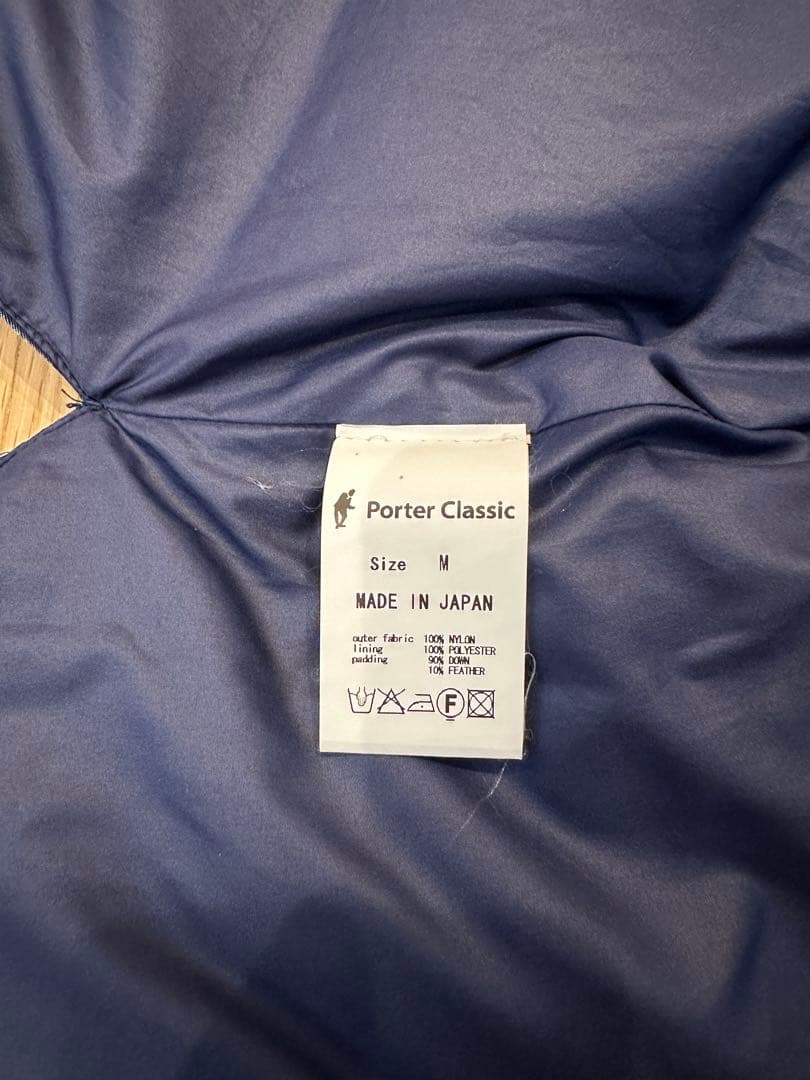 Porter Classic
Size M
MADE IN JAPAN
outer fabric 100% NYLON
lining 100% POLYESTER
padding 90% DOWN
10% FEATHER
F